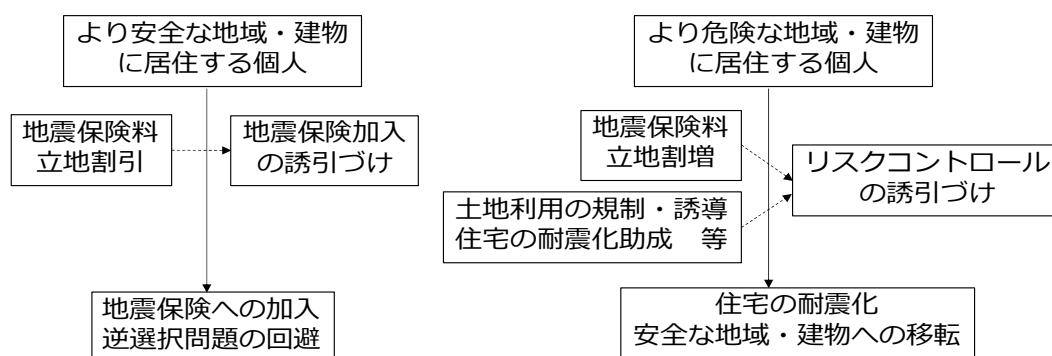 より安全な地域・建物
に居住する個人
地震保険料
立地割引
地震保険加入
の誘引づけ
地震保険への加入
逆選択問題の回避
より危険な地域・建物
に居住する個人
地震保険料
立地割増
リスクコントロール
の誘引づけ
土地利用の規制・誘導
住宅の耐震化助成　等
住宅の耐震化
安全な地域・建物への移転